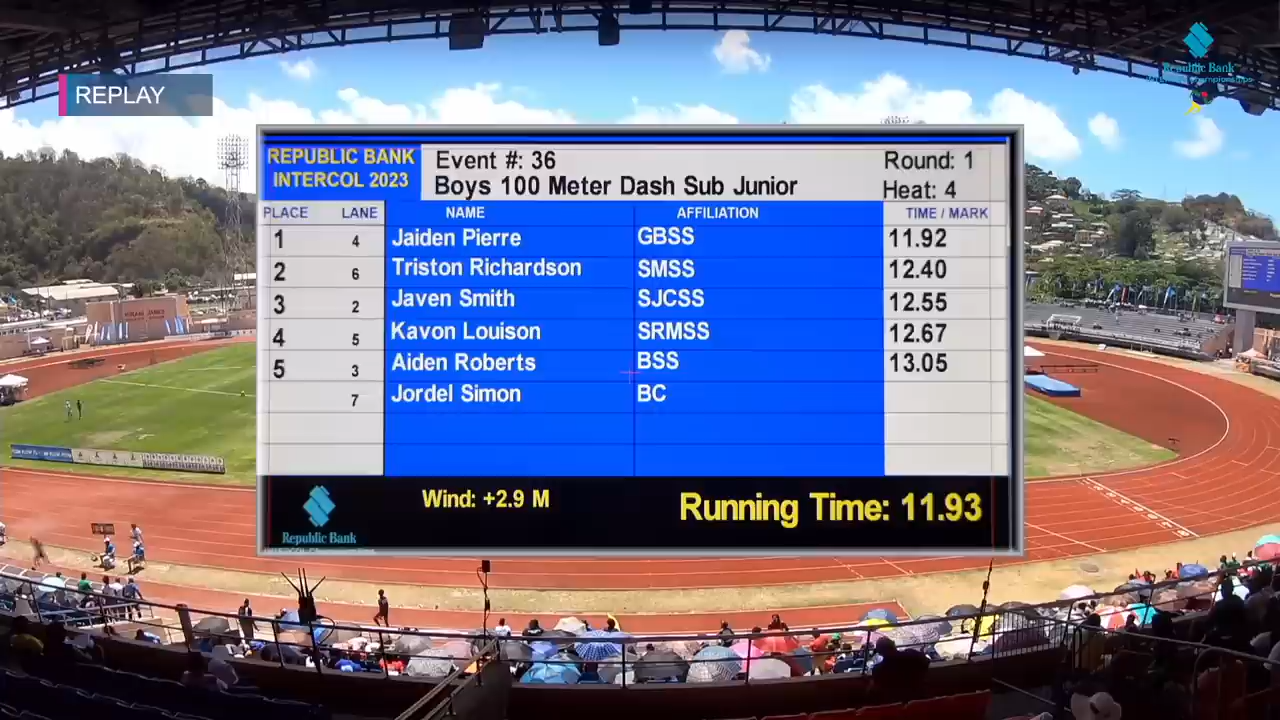 REPLAY
Republic Bank
REPUBLIC BANK
INTERCOL 2023
Event #: 36
Boys 100 Meter Dash Sub Junior
Round: 1
Heat: 4
PLACE LANE NAME AFFILIATION TIME / MARK
1 4 Jaiden Pierre GBSS 11.92
2 6 Triston Richardson SMSS 12.40
3 2 Javen Smith SJCSS 12.55
4 5 Kavon Louison SRMSS 12.67
5 3 Aiden Roberts BSS 13.05
7 Jordel Simon BC
Wind: +2.9 M
Running Time: 11.93
Republic Bank